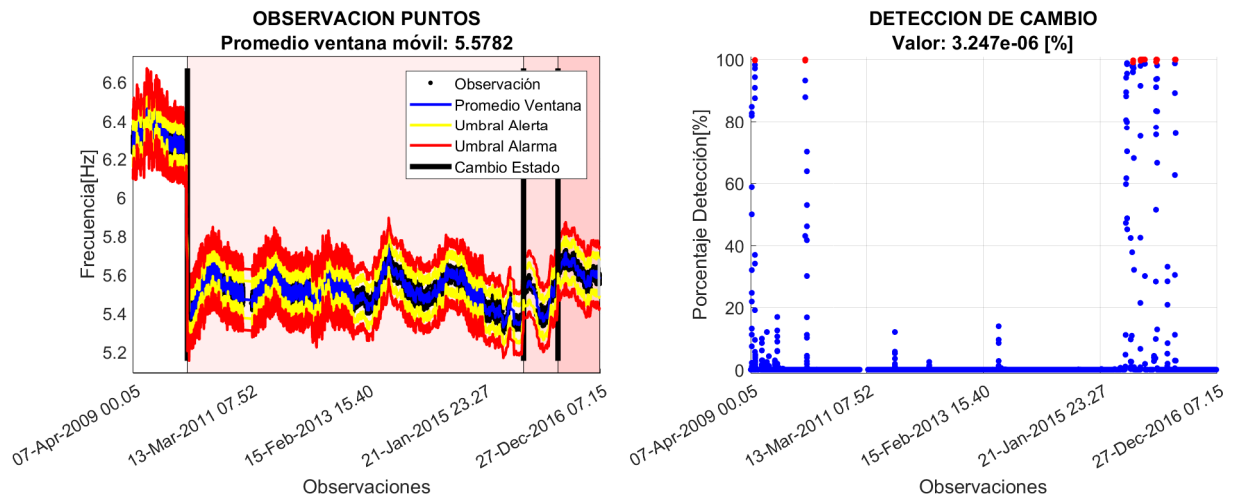 OBSERVACION PUNTOS
Promedio ventana móvil: 5.5782
Frecuencia[Hz]
6.6
6.4
6.2
6
5.8
5.6
5.4
5.2
Observación
Promedio Ventana
Umbral Alerta
Umbral Alarma
Cambio Estado
07-Apr-2009 00.05
13-Mar-2011 07.52
15-Feb-2013 15.40
21-Jan-2015 23.27
27-Dec-2016 07.15
Observaciones
DETECCION DE CAMBIO
Valor: 3.247e-06 [%]
Porcentaje Detección[%]
100
80
60
40
20
0
07-Apr-2009 00.05
13-Mar-2011 07.52
15-Feb-2013 15.40
21-Jan-2015 23.27
27-Dec-2016 07.15
Observaciones